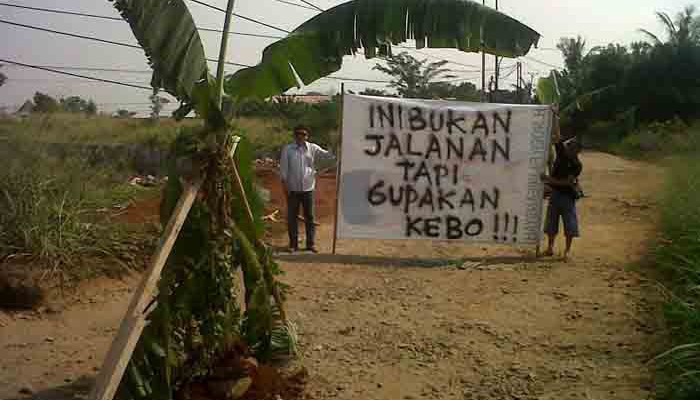 INI BUKAN
JALANAN
TAPI
GUPAKAN
KEBO !!!